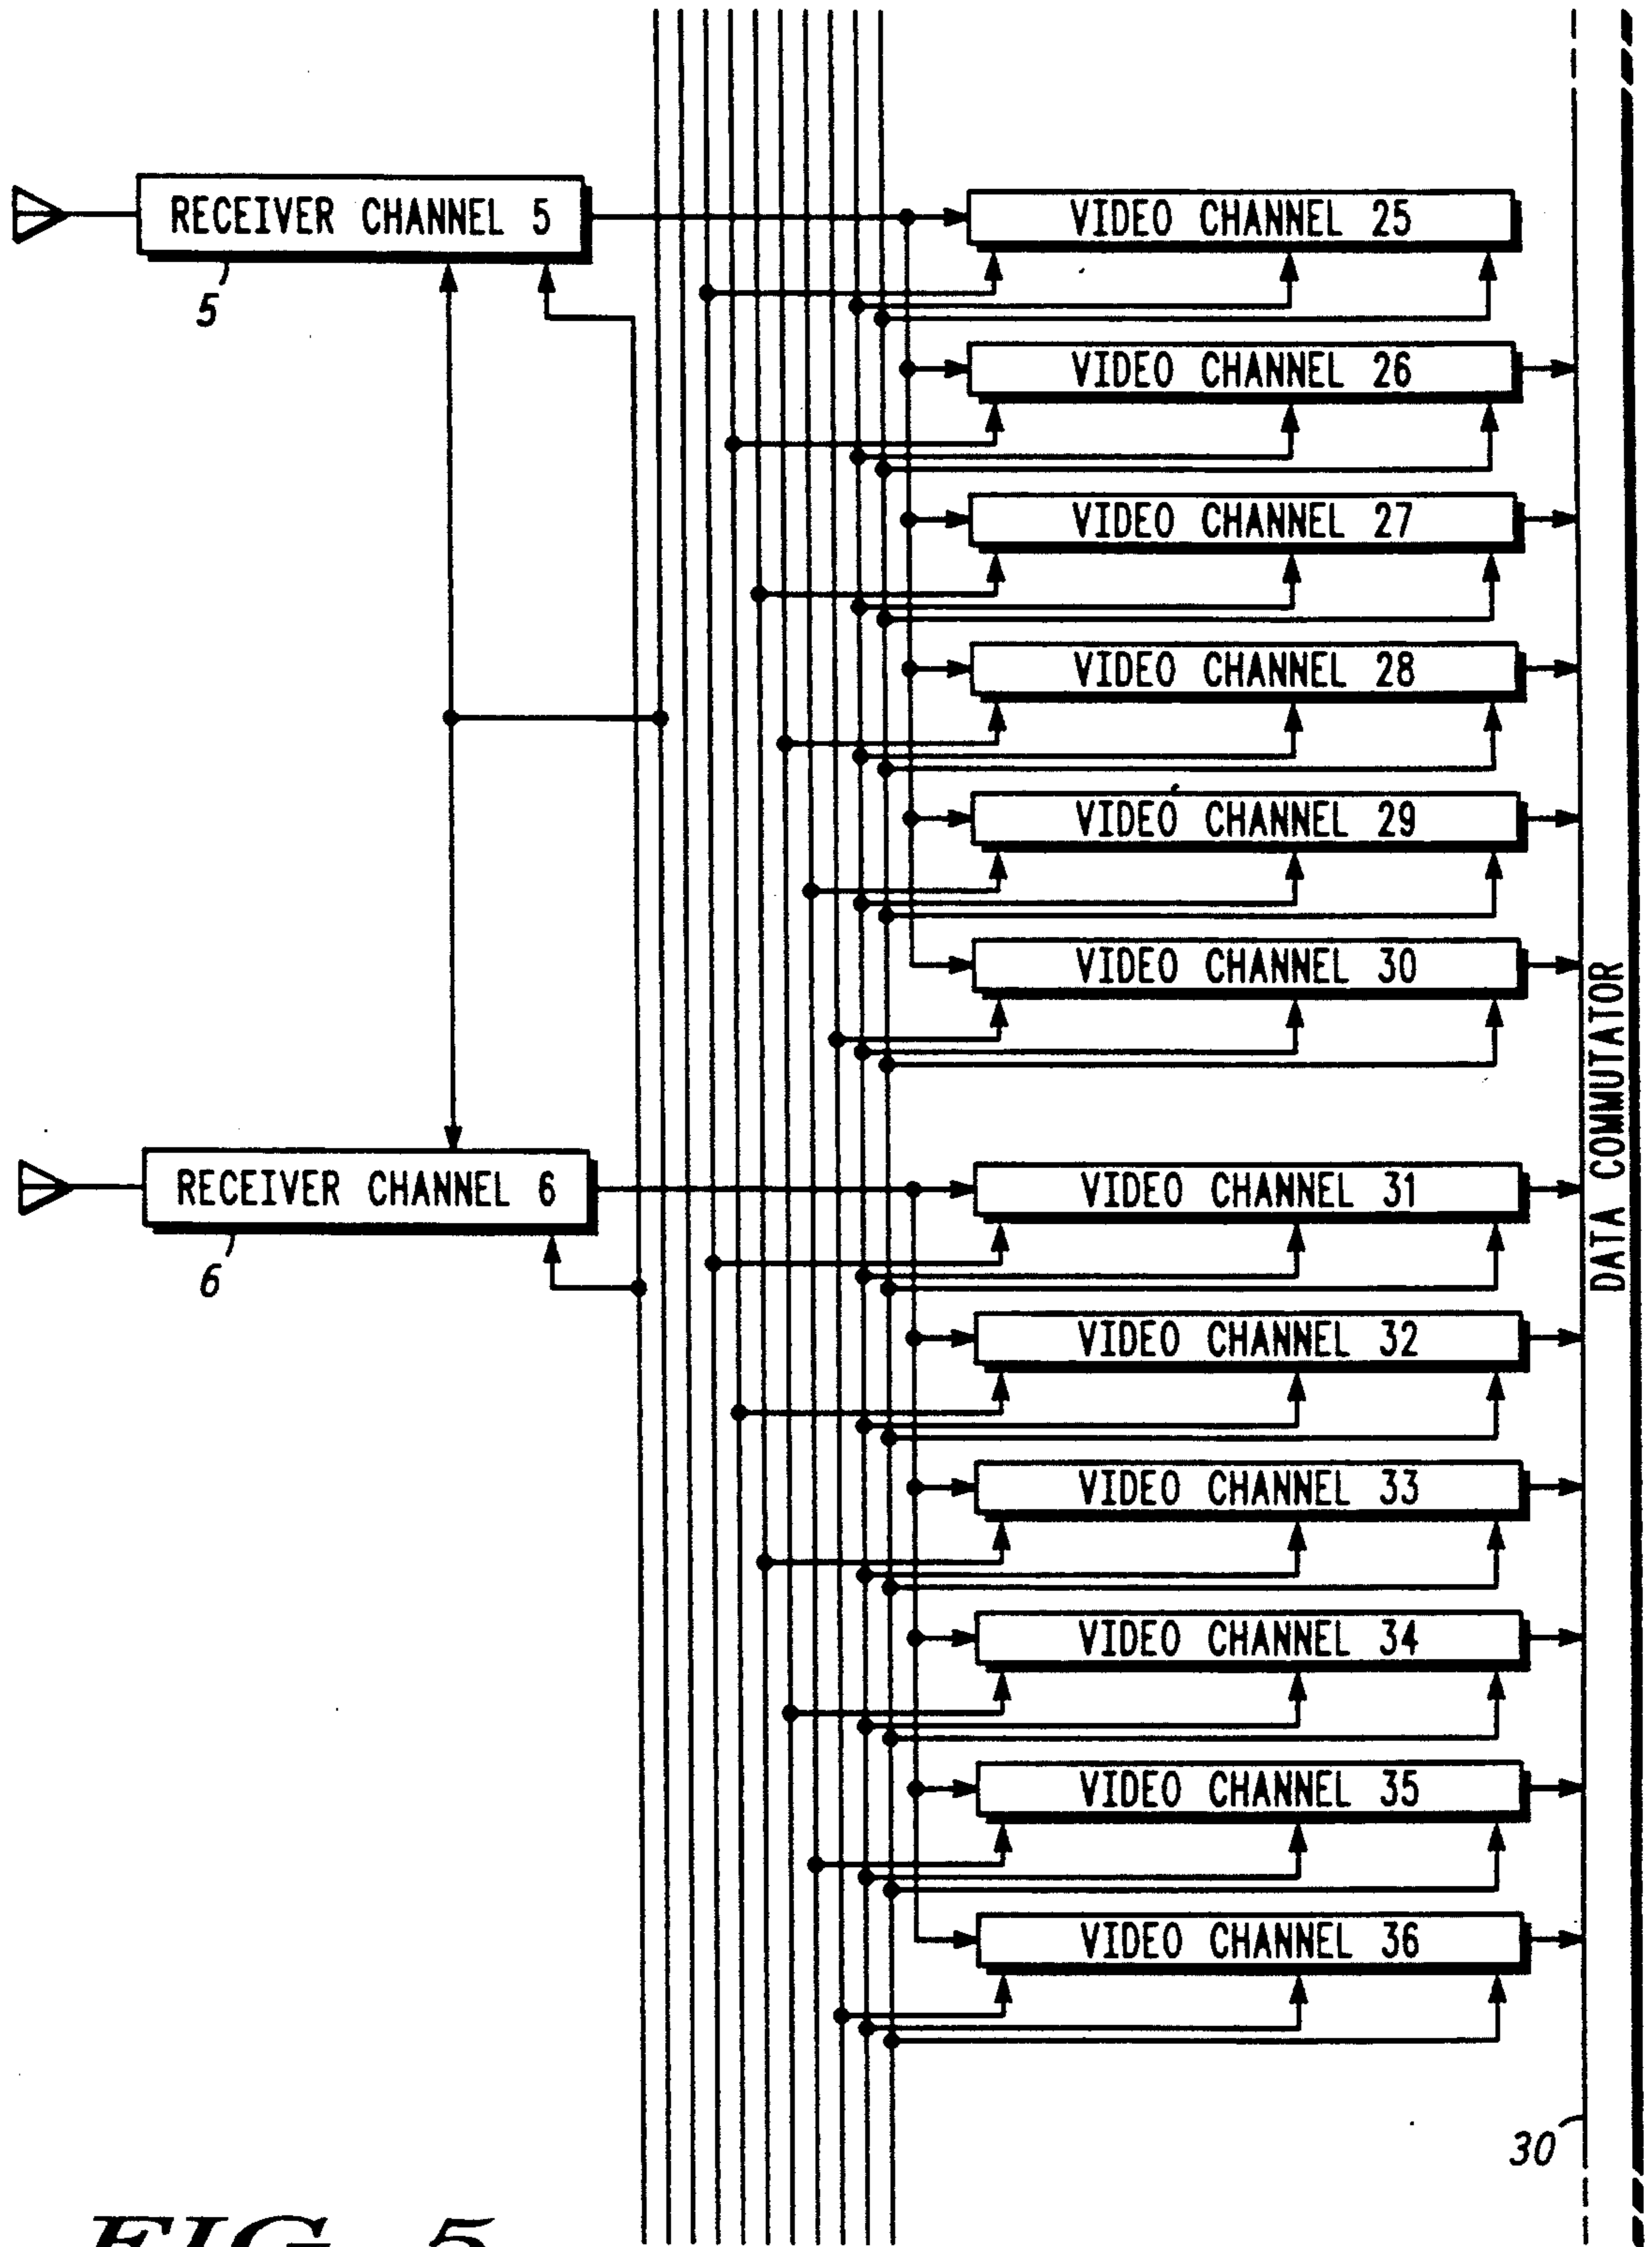 RECEIVER CHANNEL 5
5
VIDEO CHANNEL 25
VIDEO CHANNEL 26
VIDEO CHANNEL 27
VIDEO CHANNEL 28
VIDEO CHANNEL 29
VIDEO CHANNEL 30
RECEIVER CHANNEL 6
6
VIDEO CHANNEL 31
VIDEO CHANNEL 32
VIDEO CHANNEL 33
VIDEO CHANNEL 34
VIDEO CHANNEL 35
VIDEO CHANNEL 36
DATA COMMUTATOR
30
FIG. 5